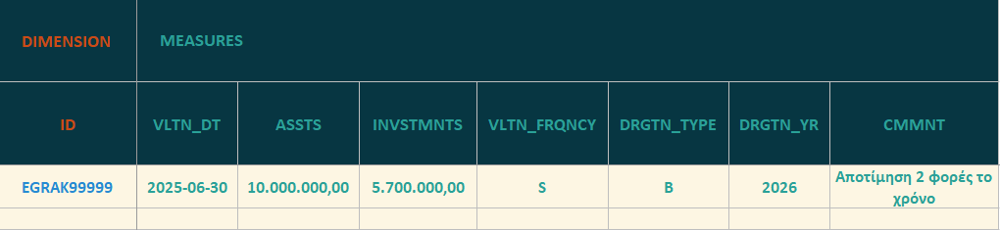 DIMENSION MEASURES
ID VLTN_DT ASSTS INVSTMNTS VLTN_FRQNCY DRGTN_TYPE DRGTN_YR CMMNT
EGRAK99999 2025-06-30 10.000.000,00 5.700.000,00 S B 2026 Αποτίμηση 2 φορές το
χρόνο